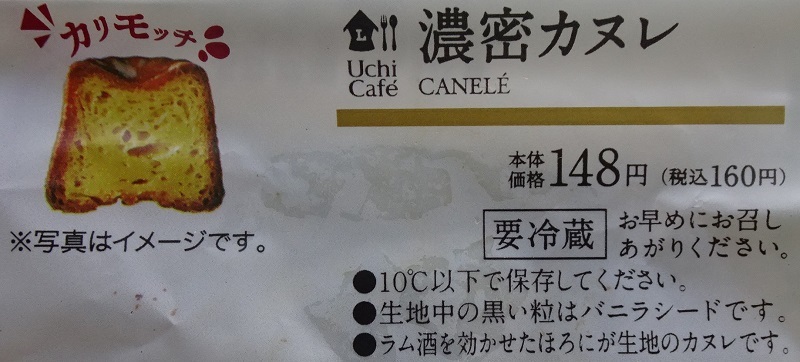 カリモッチ
※写真はイメージです。
L
Uchi
Café
濃密カヌレ
CANELÉ
本体
価格 148円 (税込160円)
要冷蔵
お早めにお召し
あがりください。
●10℃以下で保存してください。
●生地中の黒い粒はバニラシードです。
●ラム酒を効かせたほろにが生地のカヌレです。